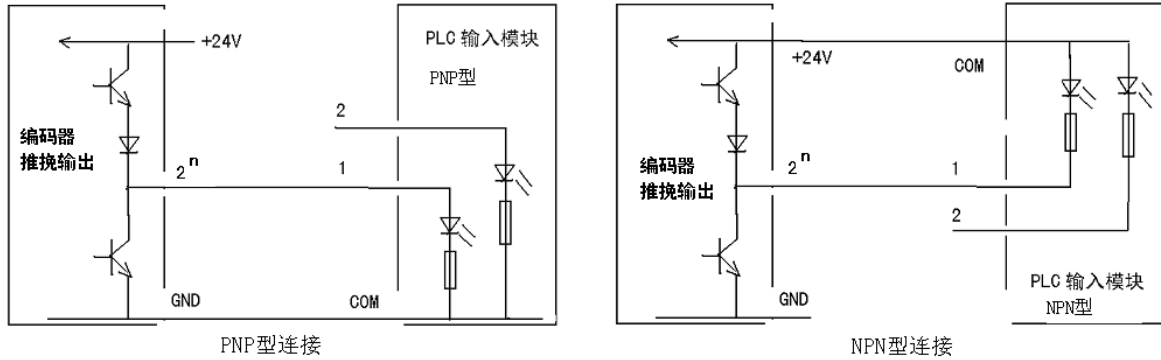 +24V
PLC 输入模块
PNP型
编码器
推挽输出
2
2ⁿ
1
GND
COM
PNP型连接
+24V
COM
编码器
推挽输出
2ⁿ
1
2
GND
PLC 输入模块
NPN型
NPN型连接